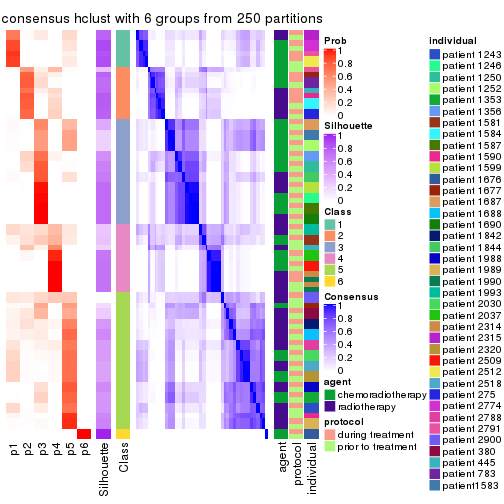 consensus hclust with 6 groups from 250 partitions
Prob
1
0.8
0.6
0.4
0.2
0
Silhouette
1
0.8
0.6
0.4
0.2
0
Class
1
2
3
4
5
6
Consensus
1
0.8
0.6
0.4
0.2
0
agent
chemoradiotherapy
radiotherapy
protocol
during treatment
prior to treatment
individual
patient 1243
patient 1246
patient 1250
patient 1252
patient 1353
patient 1356
patient 1581
patient 1584
patient 1587
patient 1590
patient 1599
patient 1676
patient 1677
patient 1687
patient 1688
patient 1690
patient 1842
patient 1844
patient 1988
patient 1989
patient 1990
patient 1993
patient 2030
patient 2037
patient 2314
patient 2315
patient 2320
patient 2509
patient 2512
patient 2518
patient 275
patient 2774
patient 2788
patient 2791
patient 2900
patient 380
patient 445
patient 783
patient1583
p1
p2
p3
p4
p5
p6
Silhouette
Class
agent
protocol
individual